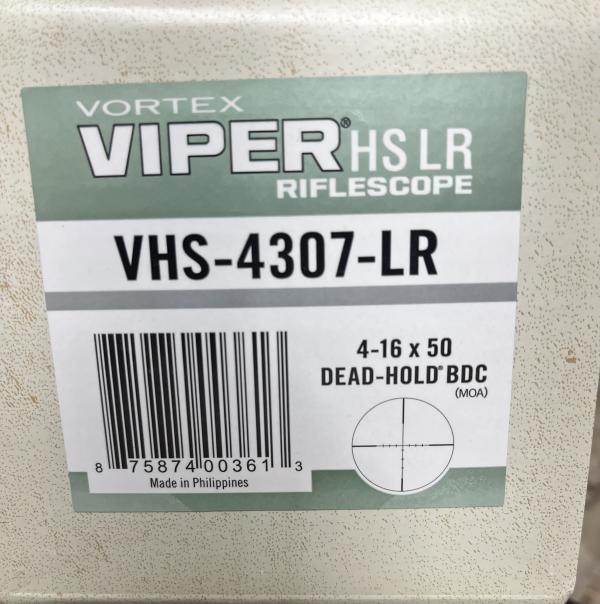 VORTEX
VIPER® HS LR
RIFLESCOPE
VHS-4307-LR
4-16 x 50
DEAD-HOLD® BDC
(MOA)
8 75874 00361 3
Made in Philippines